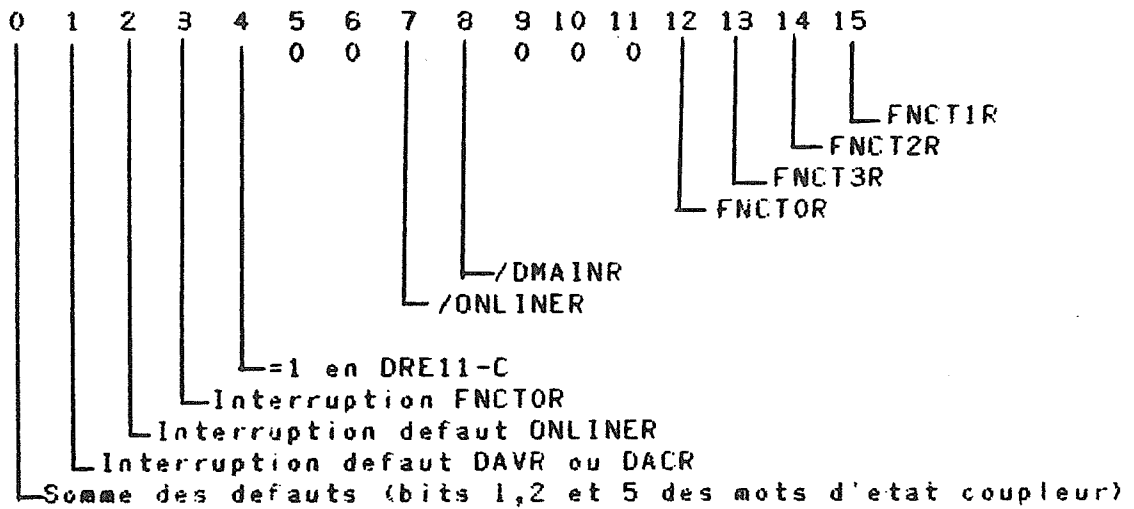 0 1 2 3 4 5 6 7 8 9 10 11 12 13 14 15
0 0 0 0 0
FNCT1R
FNCT2R
FNCT3R
FNCT0R
/DMAINR
/ONLINER
=1 en DRE11-C
Interruption FNCT0R
Interruption defaut ONLINER
Interruption defaut DAVR ou DACR
Somme des defauts (bits 1,2 et 5 des mots d'etat coupleur)